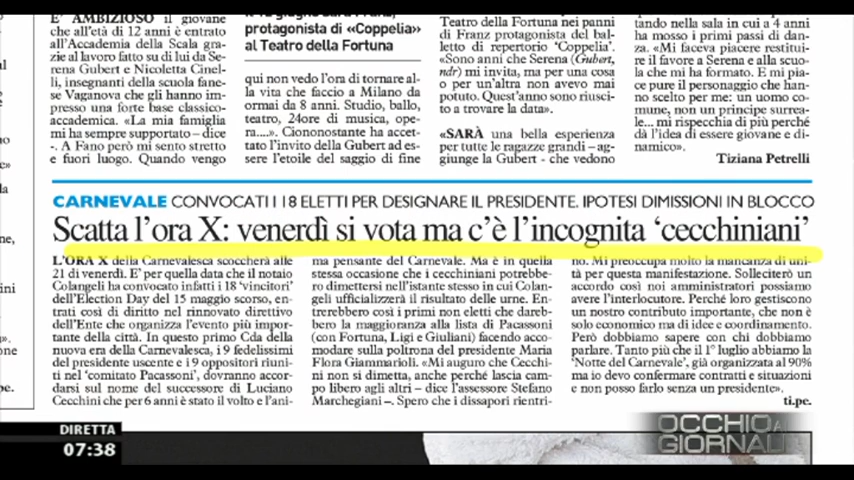 E' AMBIZIOSO il giovane
che all'età di 12 anni è entrato
all'Accademia della Scala gra-
zie al lavoro fatto su di lui da Se-
rena Gubert e Nicoletta Cinel-
li, insegnanti della scuola fane-
se Vaganova che gli hanno im-
presso una forte base classico-
accademica. «La mia famiglia
mi ha sempre supportato – dice
-. A Fano però mi sento stretto
e fuori luogo. Quando vengo
protagonista di «Coppelia»
al Teatro della Fortuna
qui non vedo l'ora di tornare al-
la vita che faccio a Milano da
ormai da 8 anni. Studio, ballo,
teatro, 24ore di musica, ope-
ra....». Ciononostante ha accet-
tato l'invito della Gubert ad es-
sere l'etoile del saggio di fine
Teatro della Fortuna nei panni
di Franz protagonista del bal-
letto di repertorio 'Coppelia'.
«Sono anni che Serena (Gubert,
ndr) mi invita, ma per una cosa
o per un'altra non avevo mai
potuto. Quest'anno sono riusci-
to a trovare la data».
«SARÀ una bella esperienza
per tutte le ragazze grandi – ag-
giunge la Gubert - che vedono
tando nella sala in cui a 4 anni
ha mosso i primi passi di dan-
za. «Mi faceva piacere restitui-
re il favore a Serena e alla scuo-
la che mi ha formato. E mi pia-
ce pure il personaggio che han-
no scelto per me: un uomo co-
mune, non un principe surrea-
le... mi rispecchia di più perché
dà l'idea di essere giovane e di-
namico».
Tiziana Petrelli
CARNEVALE CONVOCATI I 18 ELETTI PER DESIGNARE IL PRESIDENTE. IPOTESI DIMISSIONI IN BLOCCO
Scatta l'ora X: venerdì si vota ma c'è l'incognita 'cecchiniani'
L'ORA X della Carnevalesca scoccherà alle
21 di venerdì. E' per quella data che il notaio
Colangeli ha convocato infatti i 18 'vincitori'
dell'Election Day del 15 maggio scorso, en-
trati così di diritto nel rinnovato direttivo
dell'Ente che organizza l'evento più impor-
tante della città. In questo primo Cda della
nuova era della Carnevalesca, i 9 fedelissimi
del presidente uscente e i 9 oppositori riuni-
ti nel 'comitato Pacassoni', dovranno accor-
darsi sul nome del successore di Luciano
Cecchini che per 6 anni è stato il volto e l'ani-
ma pensante del Carnevale. Ma è in quella
stessa occasione che i cecchiniani potrebbe-
ro dimettersi nell'istante stesso in cui Colan-
geli ufficializzerà il risultato delle urne. En-
trerebbero così i primi non eletti che dareb-
bero la maggioranza alla lista di Pacassoni
(con Fortuna, Ligi e Giuliani) facendo acco-
modare sulla poltrona del presidente Maria
Flora Giammarioli. «Mi auguro che Cecchi-
ni non si dimetta, anche perché lascia cam-
po libero agli altri – dice l'assessore Stefano
Marchegiani –. Spero che i dissapori rientri-
no. Mi preoccupa molto la mancanza di uni-
tà per questa manifestazione. Solleciterò un
accordo così noi amministratori possiamo
avere l'interlocutore. Perché loro gestiscono
un nostro contributo importante, che non è
solo economico ma di idee e coordinamento.
Però dobbiamo sapere con chi dobbiamo
parlare. Tanto più che il 1° luglio abbiamo la
'Notte del Carnevale', già organizzata al 90%
ma io devo confermare contratti e situazioni
e non posso farlo senza un presidente».
ti.pe.
DIRETTA
07:38
OCCHIO AI
GIORNALI